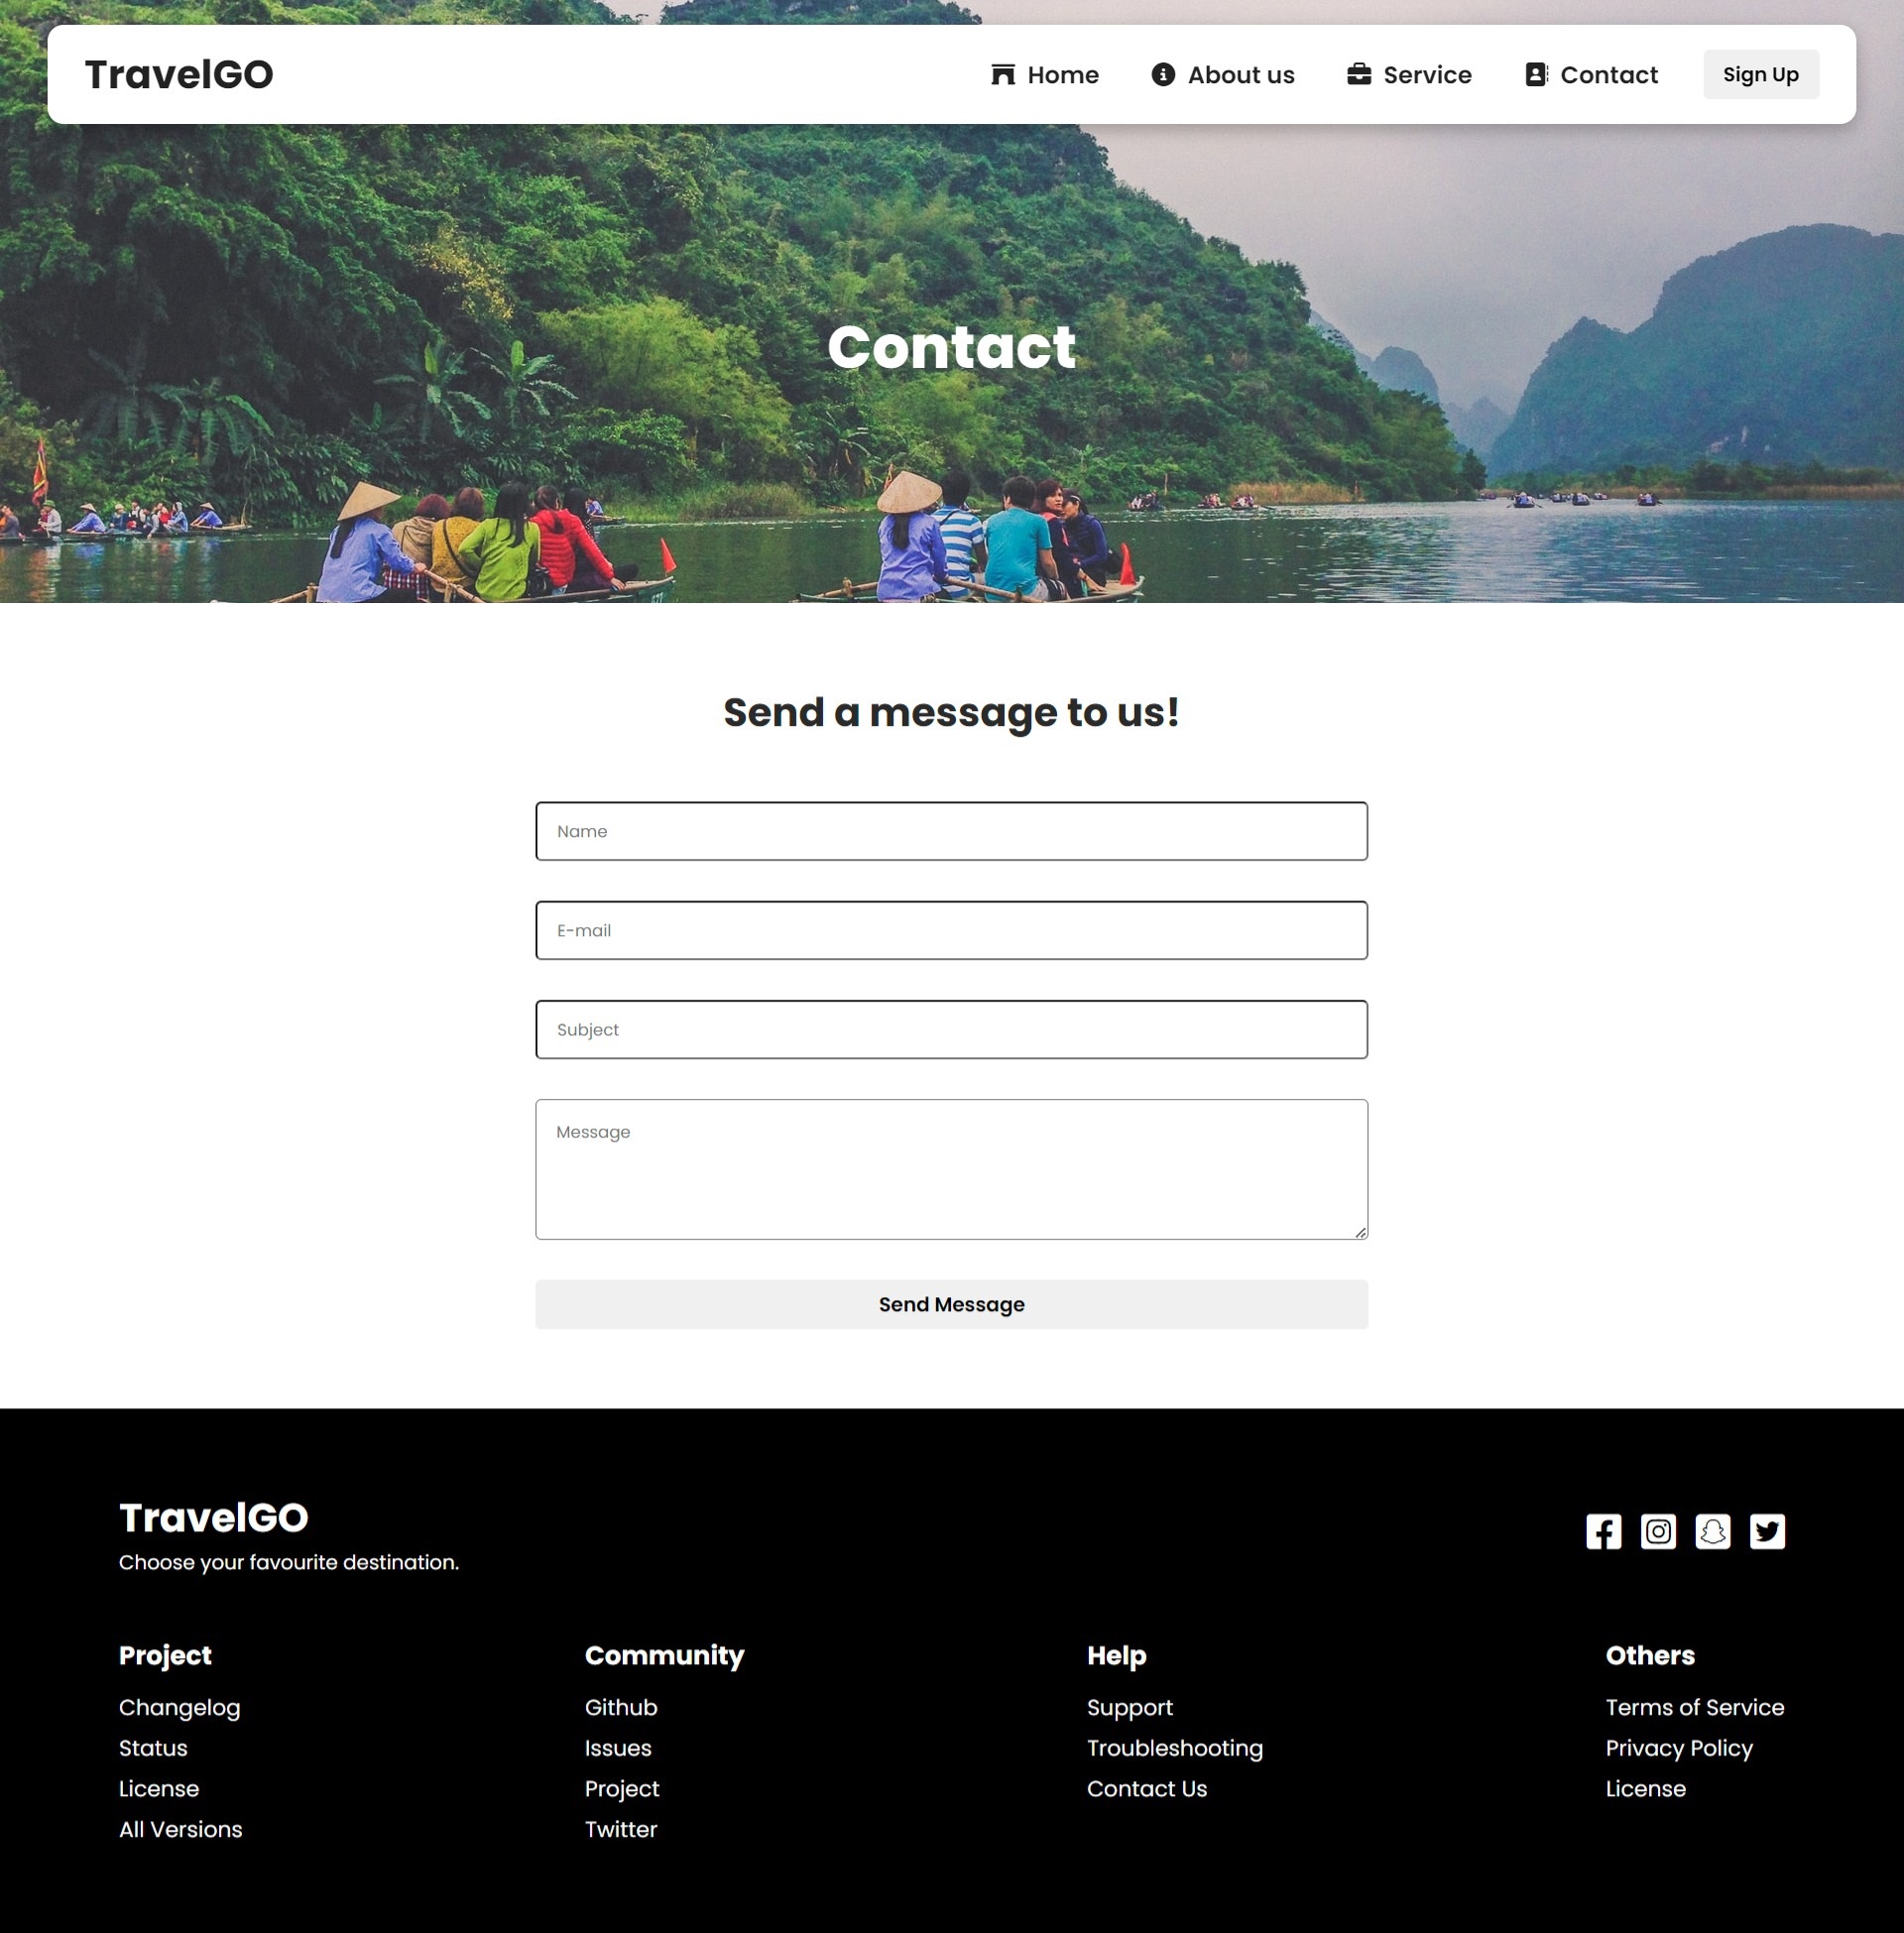 TravelGO
Home
About us
Service
Contact
Sign Up
Contact
Send a message to us!
Name
E-mail
Subject
Message
Send Message
TravelGO
Choose your favourite destination.
Project
Changelog
Status
License
All Versions
Community
Github
Issues
Project
Twitter
Help
Support
Troubleshooting
Contact Us
Others
Terms of Service
Privacy Policy
License